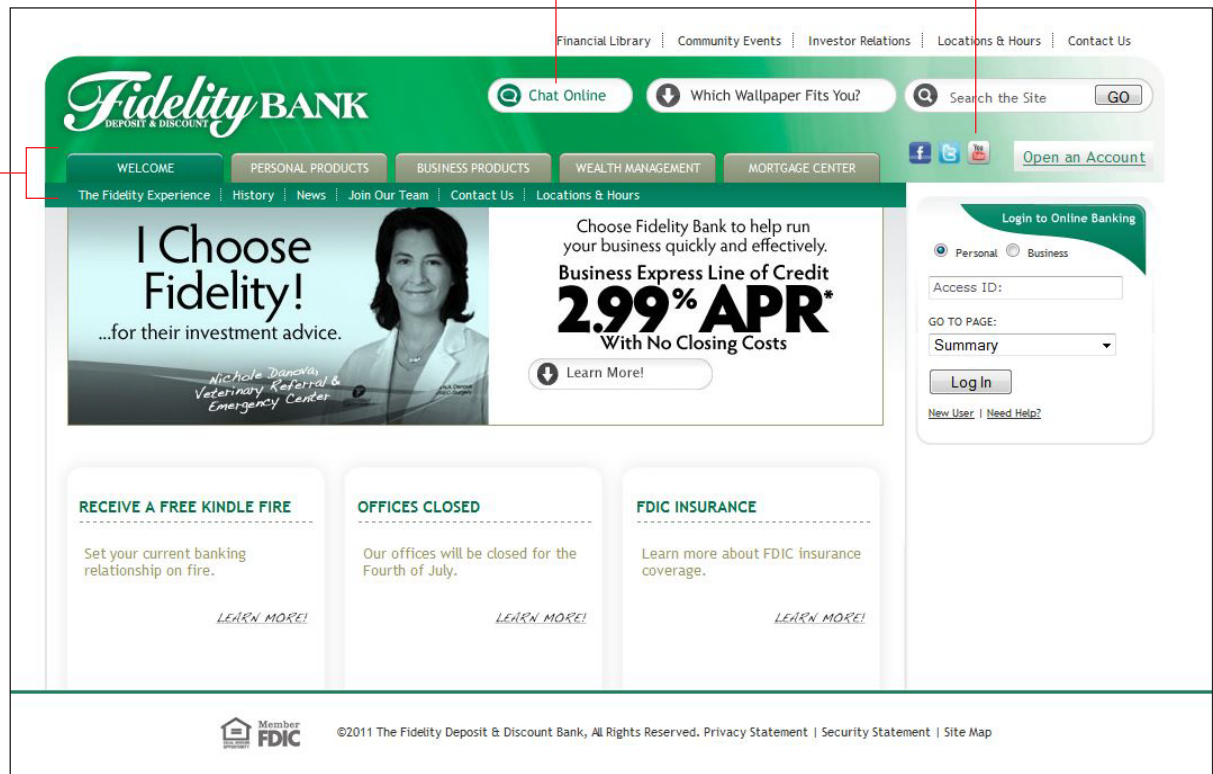 Financial Library Community Events Investor Relations Locations & Hours Contact Us
Fidelity BANK
DEPOSIT & DISCOUNT
Chat Online
Which Wallpaper Fits You?
Search the Site
GO
You
Open an Account
WELCOME PERSONAL PRODUCTS BUSINESS PRODUCTS WEALTH MANAGEMENT MORTGAGE CENTER
The Fidelity Experience History News Join Our Team Contact Us Locations & Hours
I Choose
Fidelity!
...for their investment advice.
Nichole Danova,
Veterinary Referral &
Emergency Center
Choose Fidelity Bank to help run
your business quickly and effectively.
Business Express Line of Credit
2.99% APR*
With No Closing Costs
Learn More!
Login to Online Banking
Personal Business
Access ID:
GO TO PAGE:
Summary
Log In
New User | Need Help?
RECEIVE A FREE KINDLE FIRE
Set your current banking
relationship on fire.
LEARN MORE!
OFFICES CLOSED
Our offices will be closed for the
Fourth of July.
LEARN MORE!
FDIC INSURANCE
Learn more about FDIC insurance
coverage.
LEARN MORE!
Member
FDIC
©2011 The Fidelity Deposit & Discount Bank, All Rights Reserved. Privacy Statement | Security Statement | Site Map